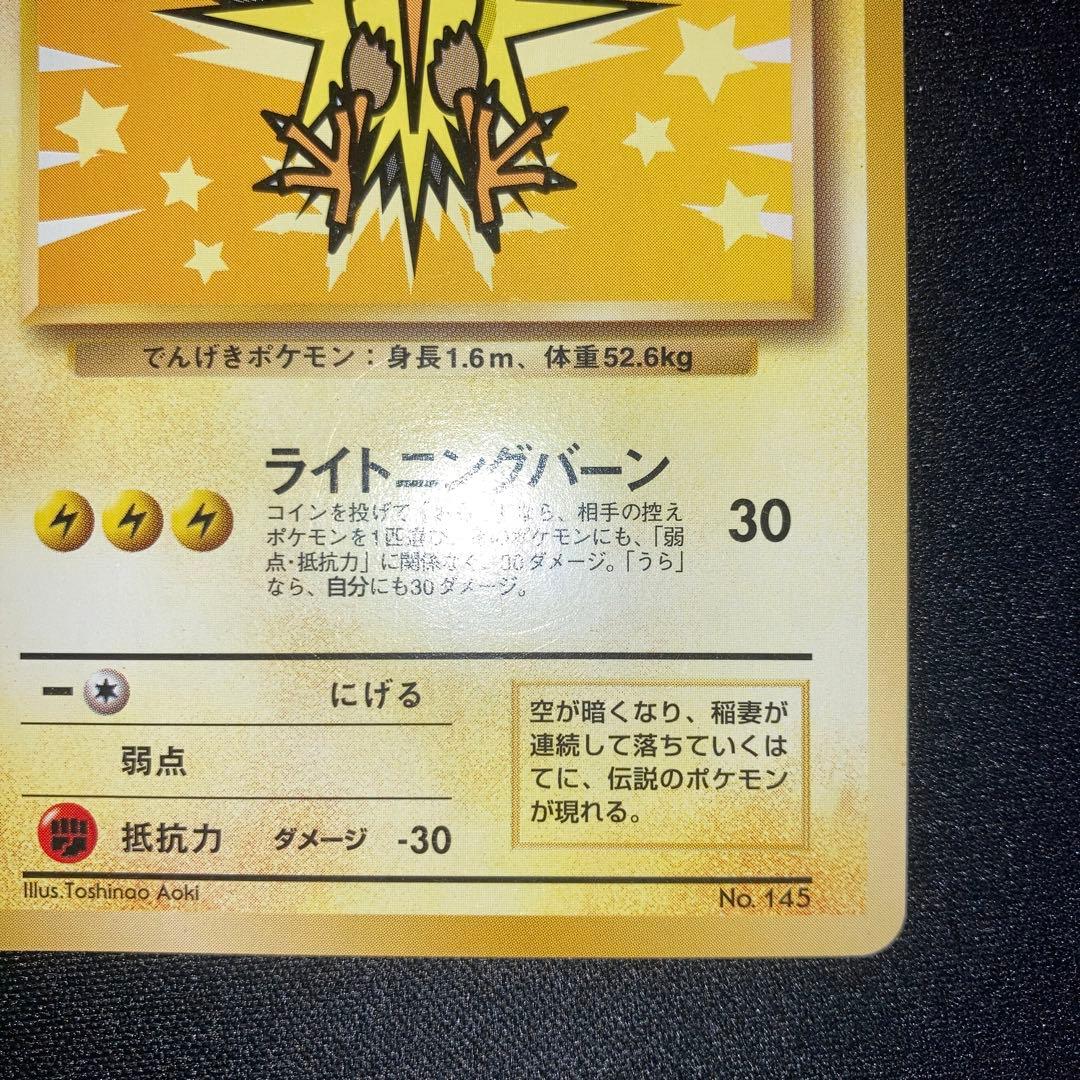 でんげきポケモン：身長1.6m、体重52.6kg
ライトニングバーン
コインを投げて なら、相手の控え
ポケモンを1匹選び、 ポケモンにも、「弱
点・抵抗力」に関係なく 30ダメージ。「うら」
なら、自分にも30ダメージ。
30
にげる
弱点
抵抗力 ダメージ -30
空が暗くなり、稲妻が
連続して落ちていくは
てに、伝説のポケモン
が現れる。
Illus.Toshinao Aoki
No. 145